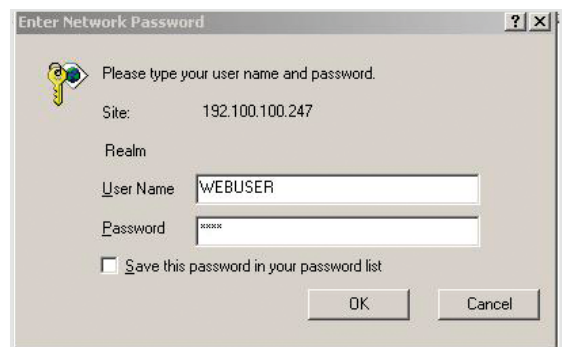 Enter Network Password
? ×
Please type your user name and password.
Site: 192.100.100.247
Realm
User Name WEBUSER
Password ****
Save this password in your password list
OK Cancel